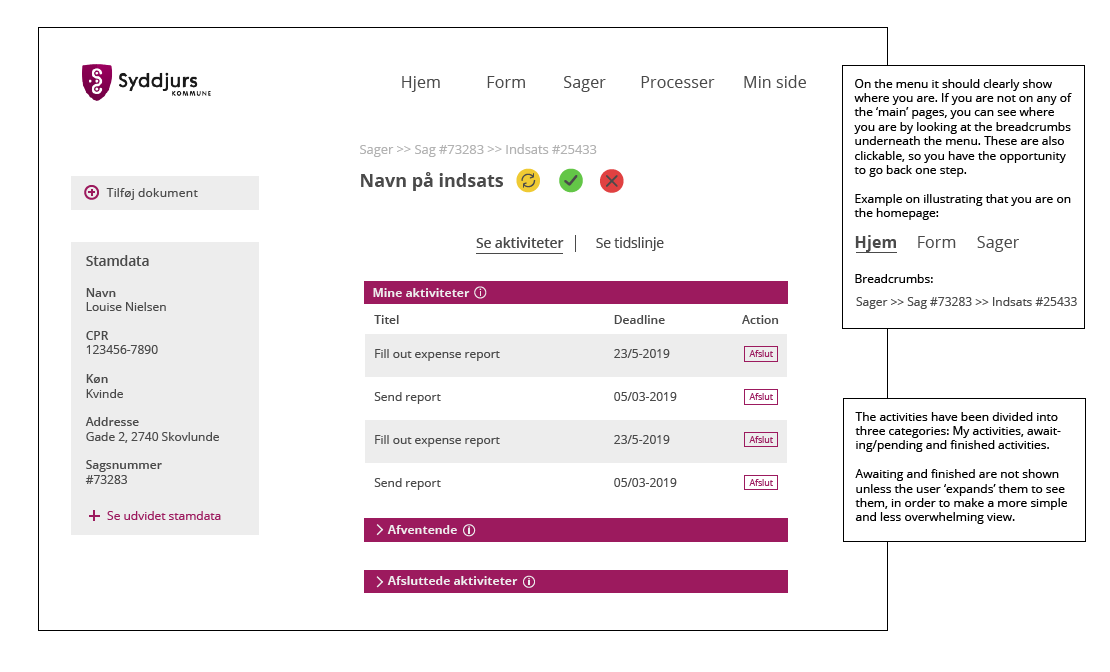 Syddjurs
KOMMUNE
Hjem Form Sager Processer Min side
Sager >> Sag #73283 >> Indsats #25433
Navn på indsats
Tilføj dokument
Stamdata
Navn
Louise Nielsen
CPR
123456-7890
Køn
Kvinde
Addresse
Gade 2, 2740 Skovlunde
Sagsnummer
#73283
Se udvidet stamdata
Se aktiviteter | Se tidslinje
Mine aktiviteter
Titel Deadline Action
Fill out expense report 23/5-2019 Afslut
Send report 05/03-2019 Afslut
Fill out expense report 23/5-2019 Afslut
Send report 05/03-2019 Afslut
Afventende
Afsluttede aktiviteter
On the menu it should clearly show
where you are. If you are not on any of
the ‘main’ pages, you can see where
you are by looking at the breadcrumbs
underneath the menu. These are also
clickable, so you have the opportunity
to go back one step.
Example on illustrating that you are on
the homepage:
Hjem Form Sager
Breadcrumbs:
Sager >> Sag #73283 >> Indsats #25433
The activities have been divided into
three categories: My activities, await-
ing/pending and finished activities.
Awaiting and finished are not shown
unless the user ‘expands’ them to see
them, in order to make a more simple
and less overwhelming view.